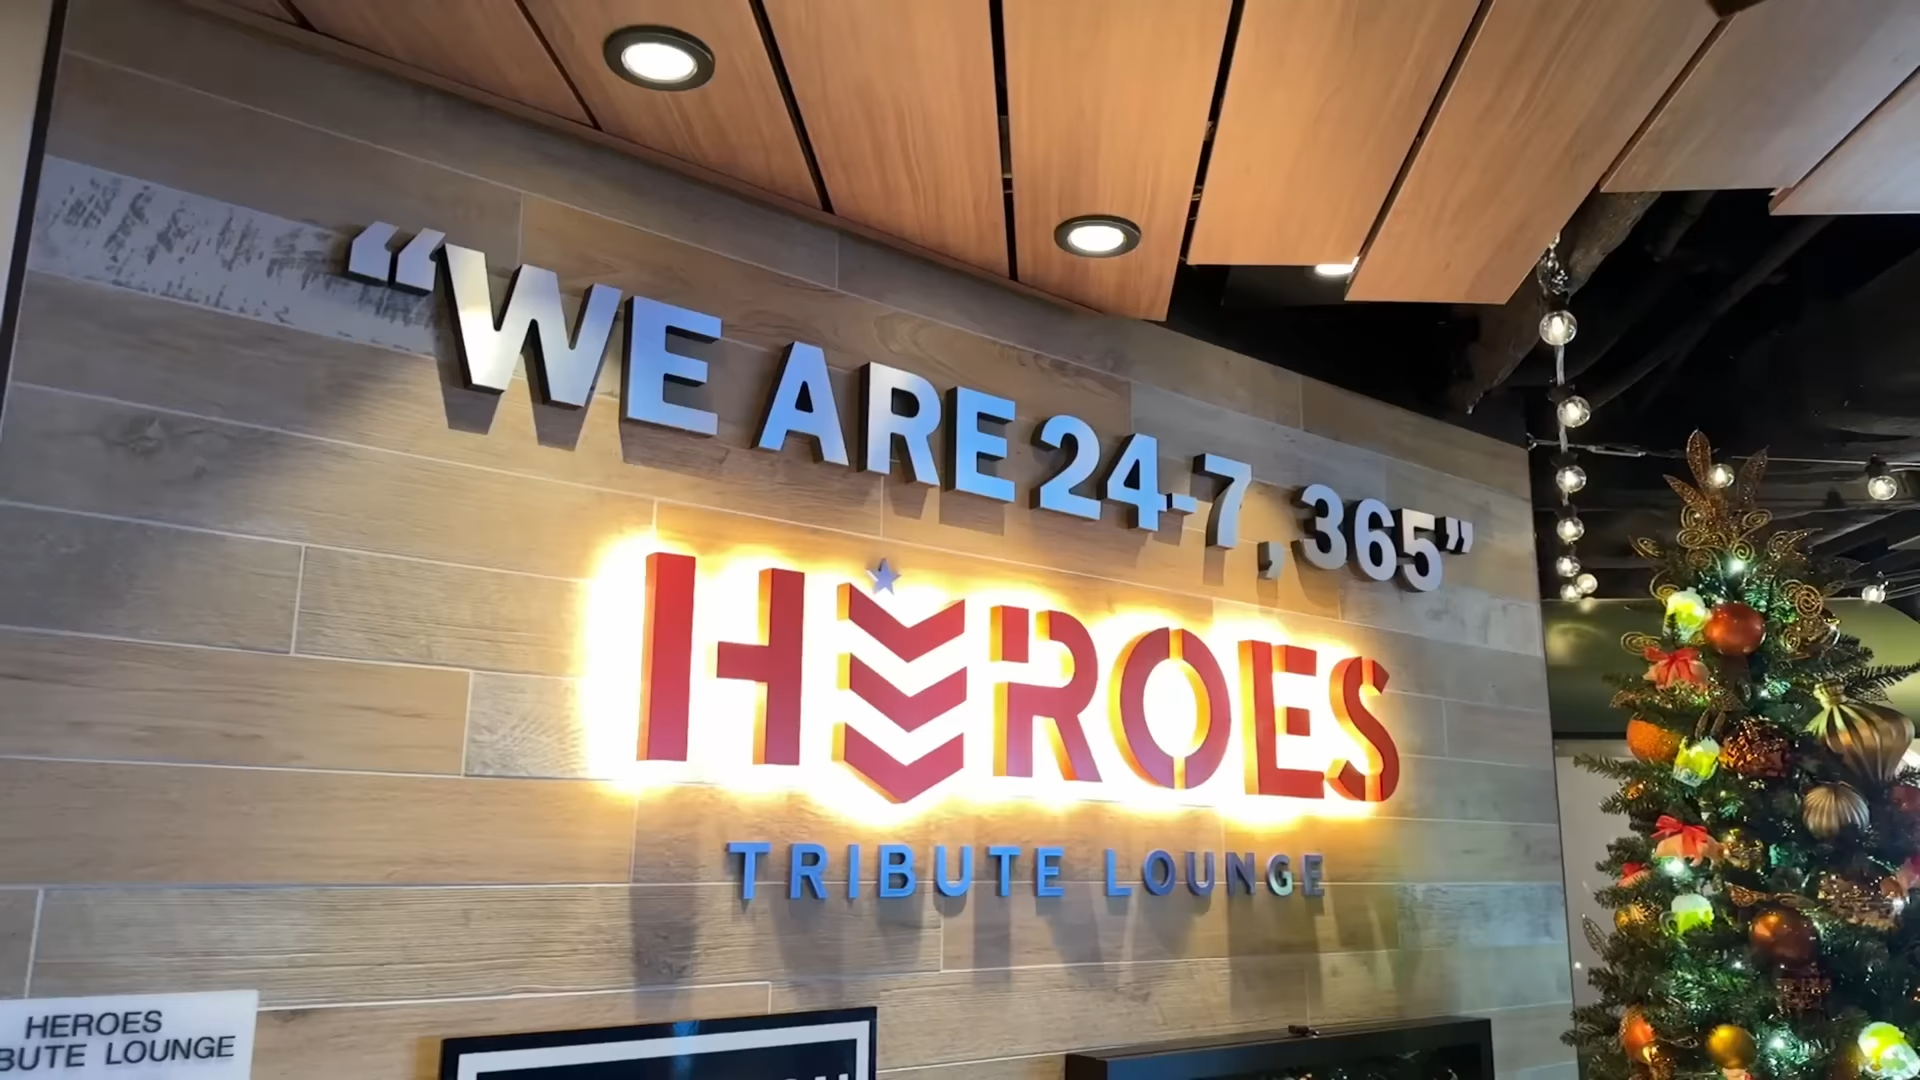 “WE ARE 24-7, 365”
HEROES
TRIBUTE LOUNGE
HEROES
BUTE LOUNGE